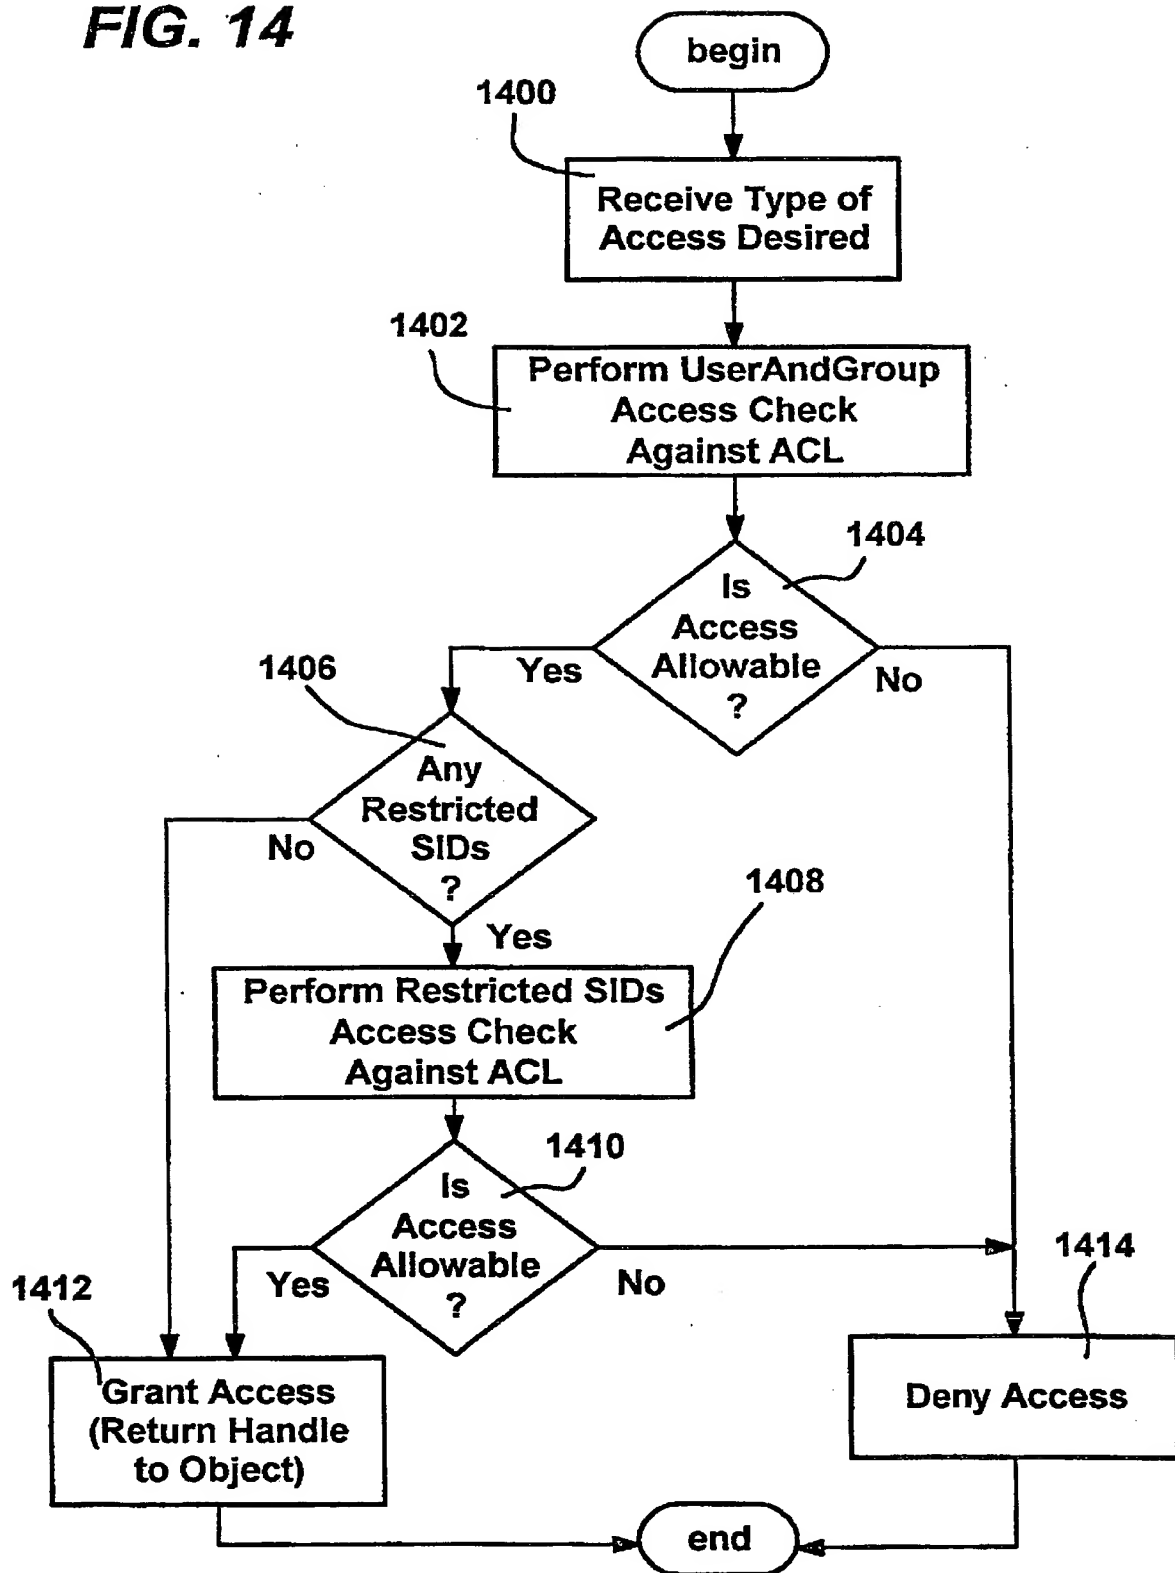 FIG. 14
begin
1400
Receive Type of
Access Desired
1402
Perform UserAndGroup
Access Check
Against ACL
1404
Is
Access
Allowable
?
Yes
No
1406
Any
Restricted
SIDs
?
No
Yes
1408
Perform Restricted SIDs
Access Check
Against ACL
1410
Is
Access
Allowable
?
Yes
No
1412
Grant Access
(Return Handle
to Object)
1414
Deny Access
end